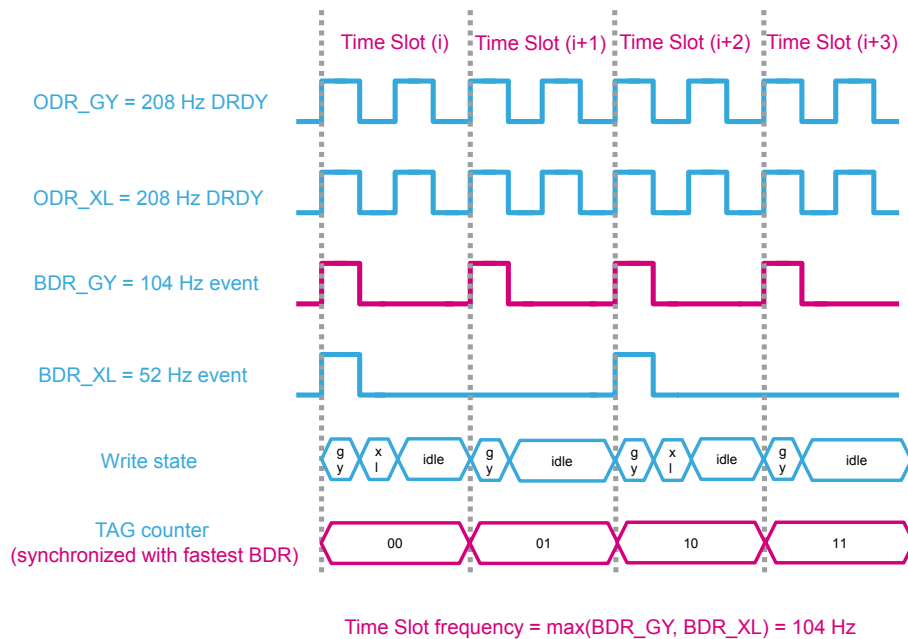 Time Slot (i) Time Slot (i+1) Time Slot (i+2) Time Slot (i+3)
ODR_GY = 208 Hz DRDY
ODR_XL = 208 Hz DRDY
BDR_GY = 104 Hz event
BDR_XL = 52 Hz event
Write state
g
y
x
l
idle
g
y
idle
g
y
x
l
idle
g
y
idle
TAG counter
(synchronized with fastest BDR)
00 01 10 11
Time Slot frequency = max(BDR_GY, BDR_XL) = 104 Hz